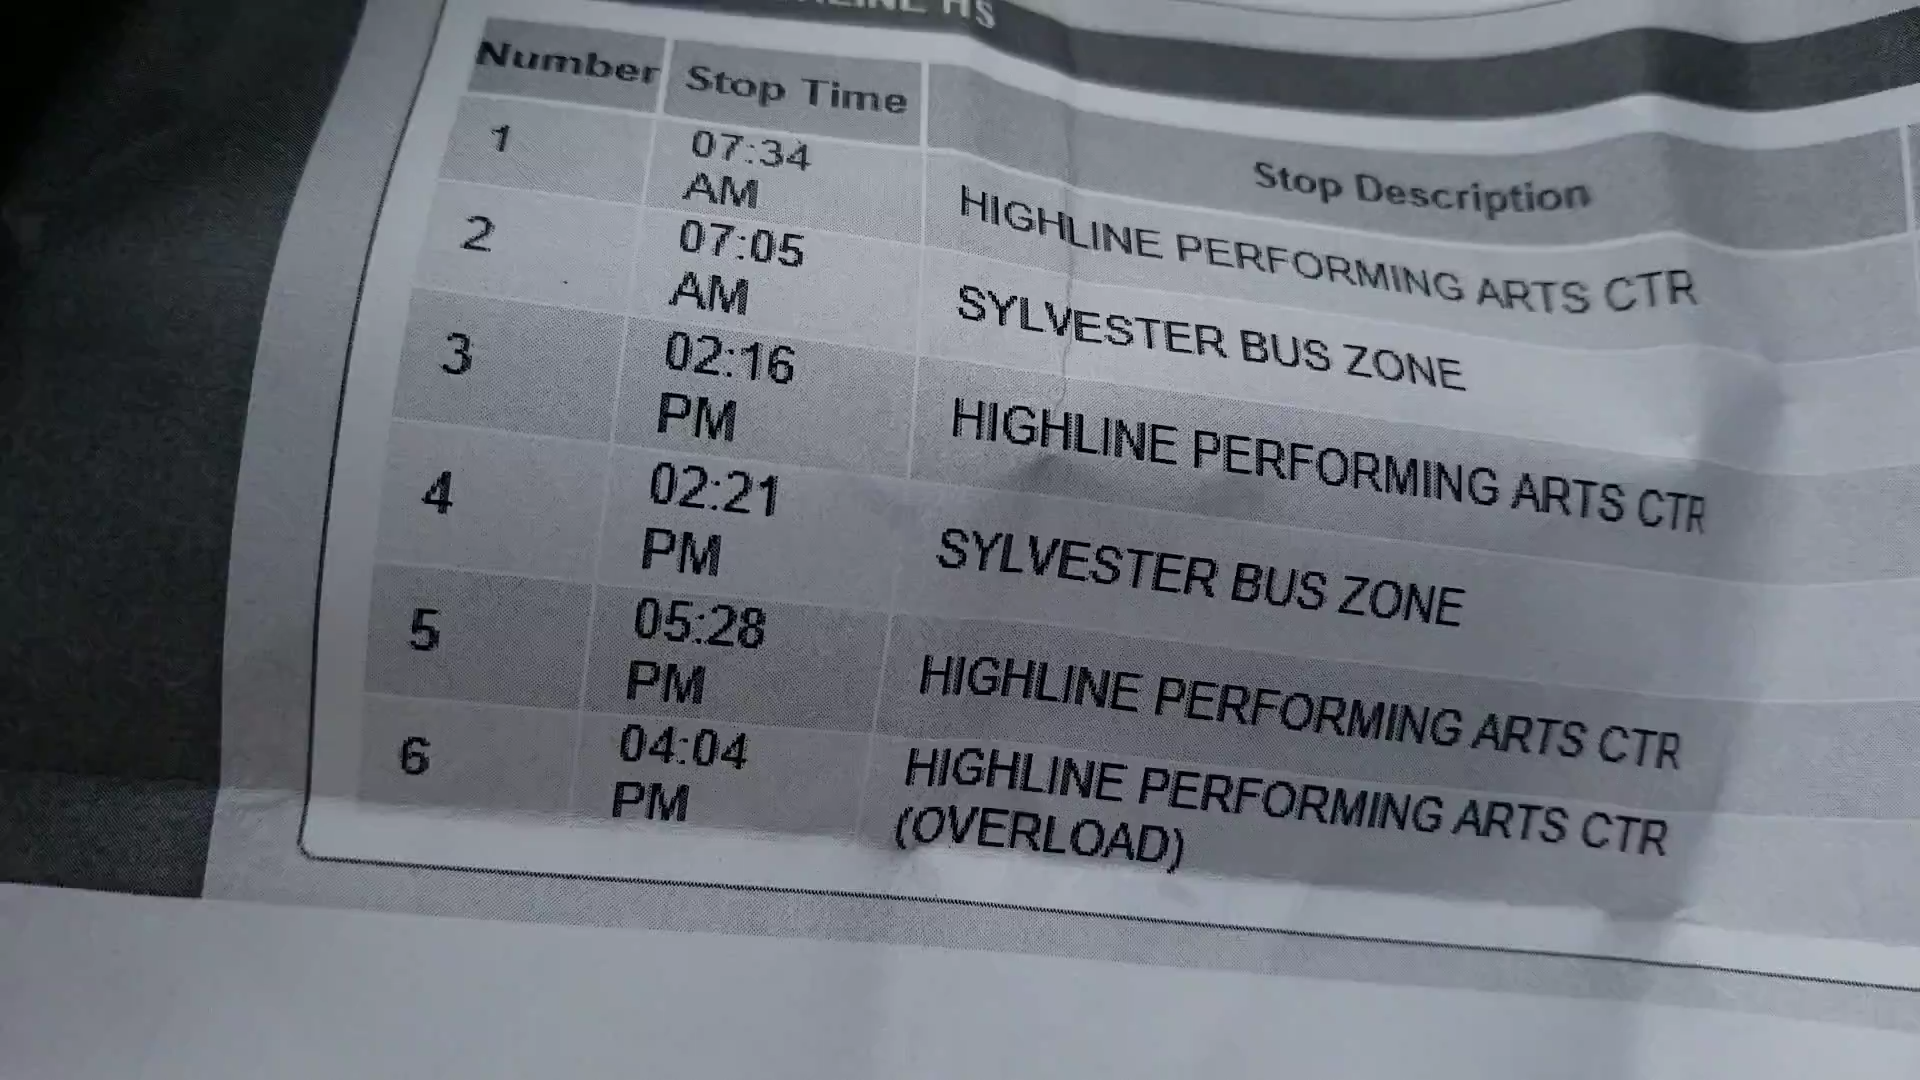 HS
Number Stop Time Stop Description
1 07:34 AM HIGHLINE PERFORMING ARTS CTR
2 07:05 AM SYLVESTER BUS ZONE
3 02:16 PM HIGHLINE PERFORMING ARTS CTR
4 02:21 PM SYLVESTER BUS ZONE
5 05:28 PM HIGHLINE PERFORMING ARTS CTR
6 04:04 PM HIGHLINE PERFORMING ARTS CTR
(OVERLOAD)